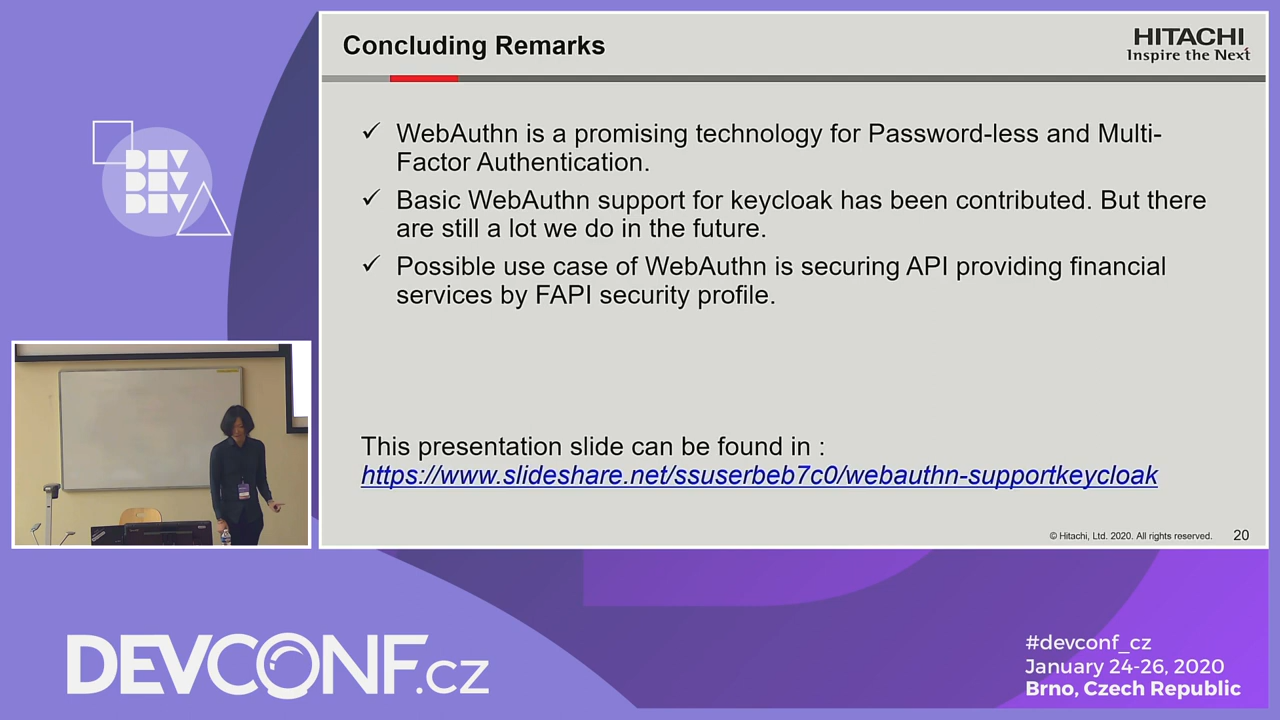 Concluding Remarks
HITACHI
Inspire the Next
✓ WebAuthn is a promising technology for Password-less and Multi-
Factor Authentication.
✓ Basic WebAuthn support for keycloak has been contributed. But there
are still a lot we do in the future.
✓ Possible use case of WebAuthn is securing API providing financial
services by FAPI security profile.
This presentation slide can be found in :
https://www.slideshare.net/ssuserbeb7c0/webauthn-supportkeycloak
© Hitachi, Ltd. 2020. All rights reserved. 20
DEV
DEV
DEV
DEVCONF.cz
#devconf_cz
January 24-26, 2020
Brno, Czech Republic